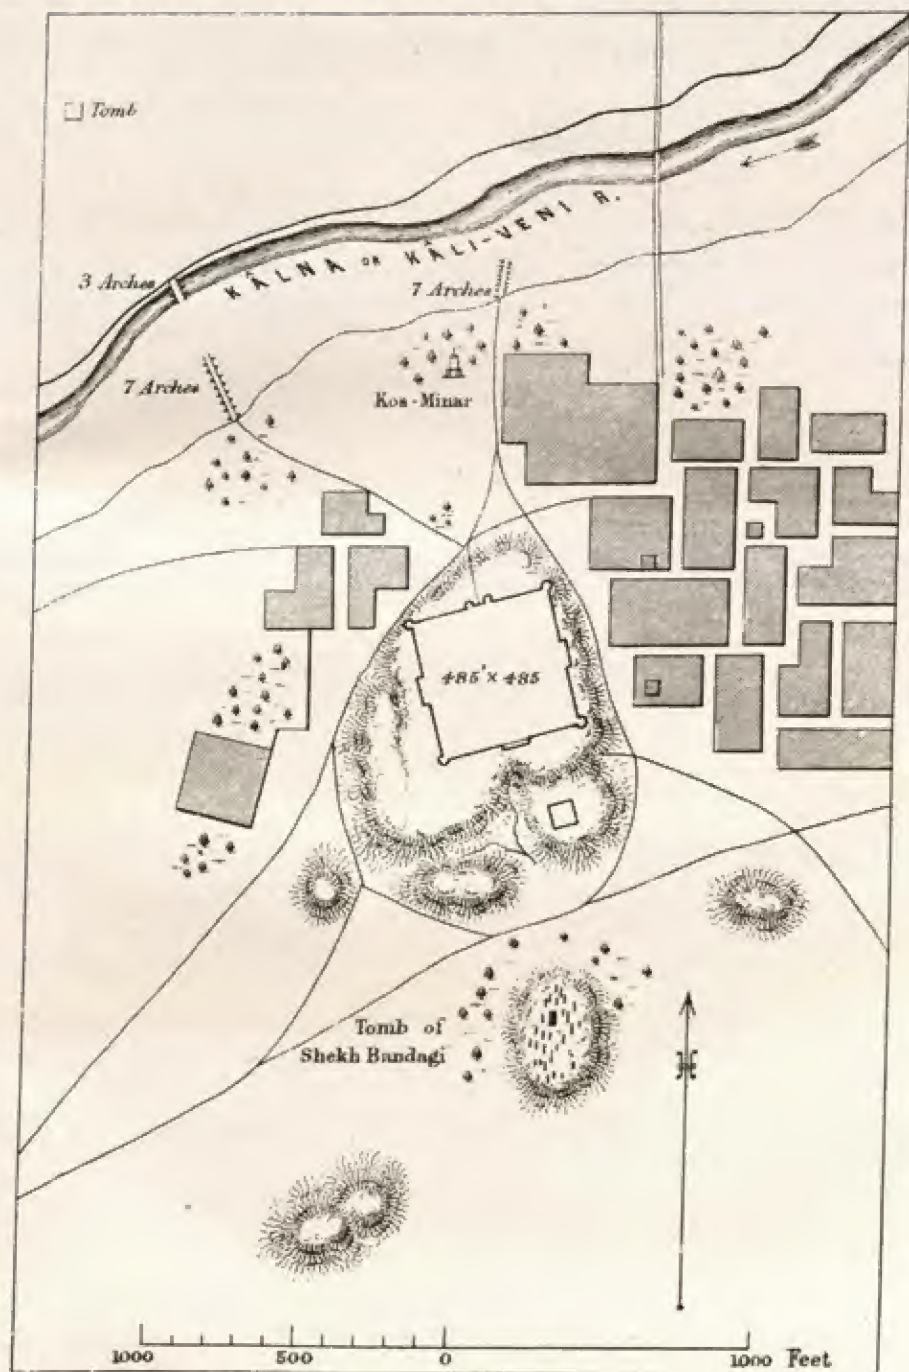 Tomb
KÂLNA OR KÂLI-VENI R.
3 Arches
7 Arches
7 Arches
Kos-Minar
485' × 485
Tomb of
Shekh Bandagi
1000 500 0 1000 Feet